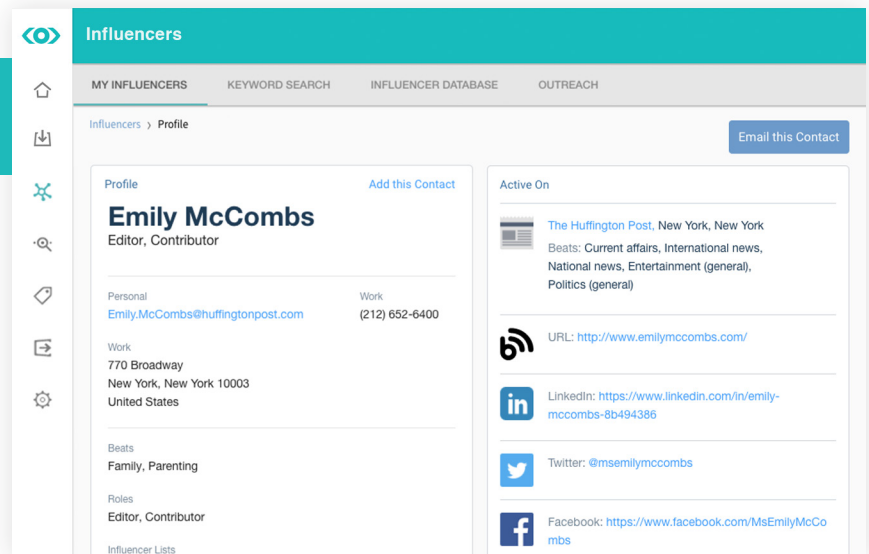 Influencers
MY INFLUENCERS KEYWORD SEARCH INFLUENCER DATABASE OUTREACH
Influencers › Profile
Email this Contact
Profile Add this Contact
Emily McCombs
Editor, Contributor
Personal Work
Emily.McCombs@huffingtonpost.com (212) 652-6400
Work
770 Broadway
New York, New York 10003
United States
Beats
Family, Parenting
Roles
Editor, Contributor
Influencer Lists
Active On
The Huffington Post, New York, New York
Beats: Current affairs, International news,
National news, Entertainment (general),
Politics (general)
URL: http://www.emilymccombs.com/
LinkedIn: https://www.linkedin.com/in/emily-
mccombs-8b494386
Twitter: @msemilymccombs
Facebook: https://www.facebook.com/MsEmilyMcCo
mbs